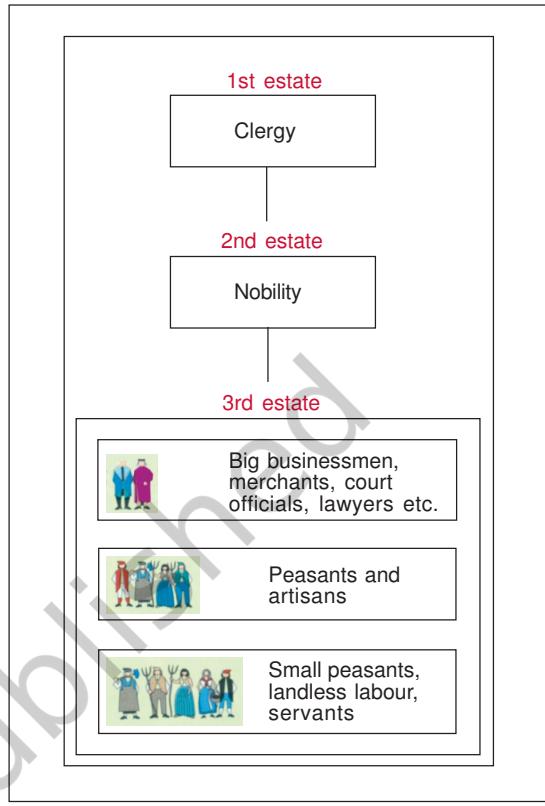 1st estate
Clergy
2nd estate
Nobility
3rd estate
Big businessmen,
merchants, court
officials, lawyers etc.
Peasants and
artisans
Small peasants,
landless labour,
servants
ublished